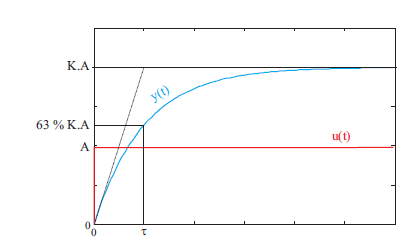 K.A
y(t)
63 % K.A
u(t)
A
0
0
τ